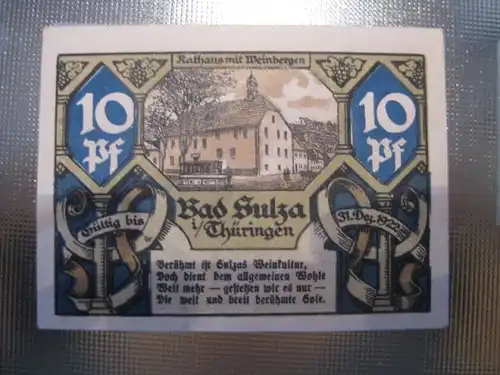 Rathaus mit Weinbergen
10
Pf
10
Pf
Bad Sulza
i/Thüringen
Gültig bis
31. Dez. 1922
Berühmt ist Sulzas Weinkultur,
Doch dient dem allgemeinen Wohle
Weit mehr — gestehen wir es nur —
Die weit und breit berühmte Sole.